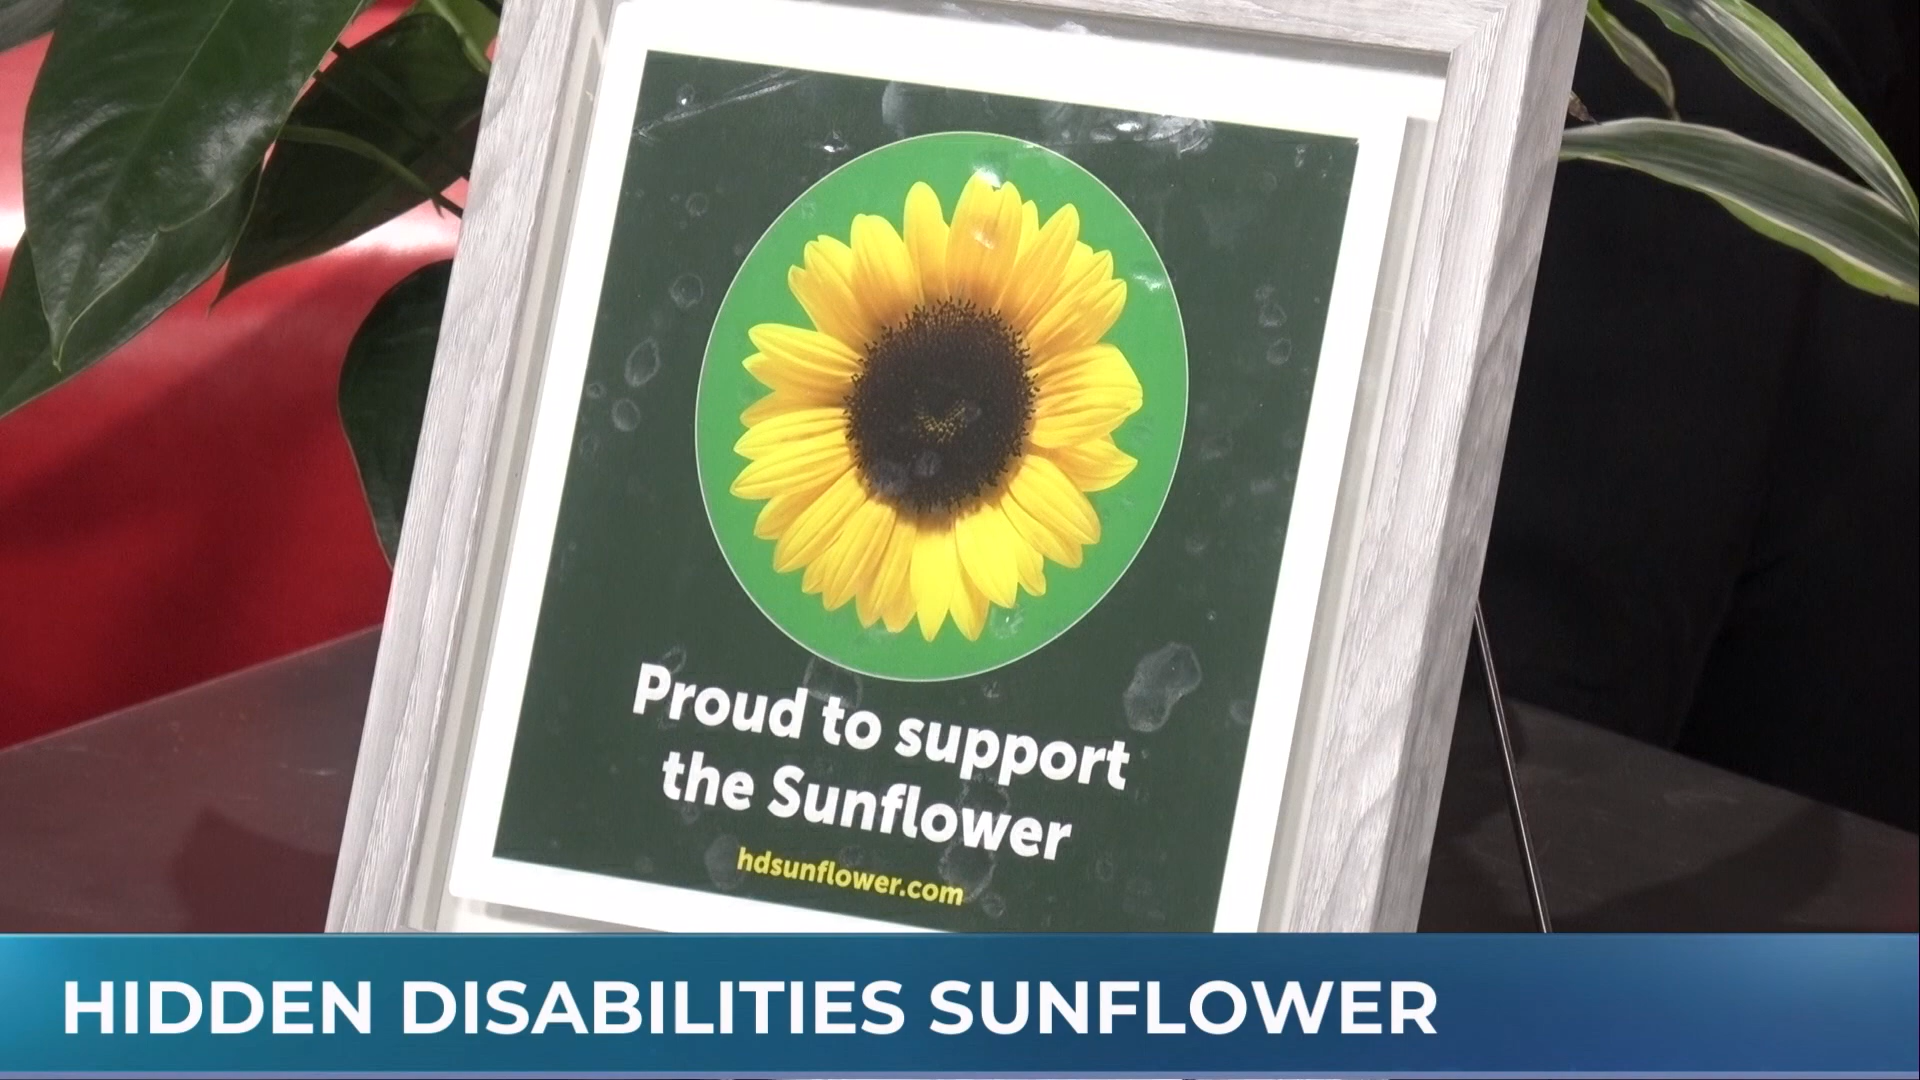 Proud to support
the Sunflower
hdsunflower.com
HIDDEN DISABILITIES SUNFLOWER